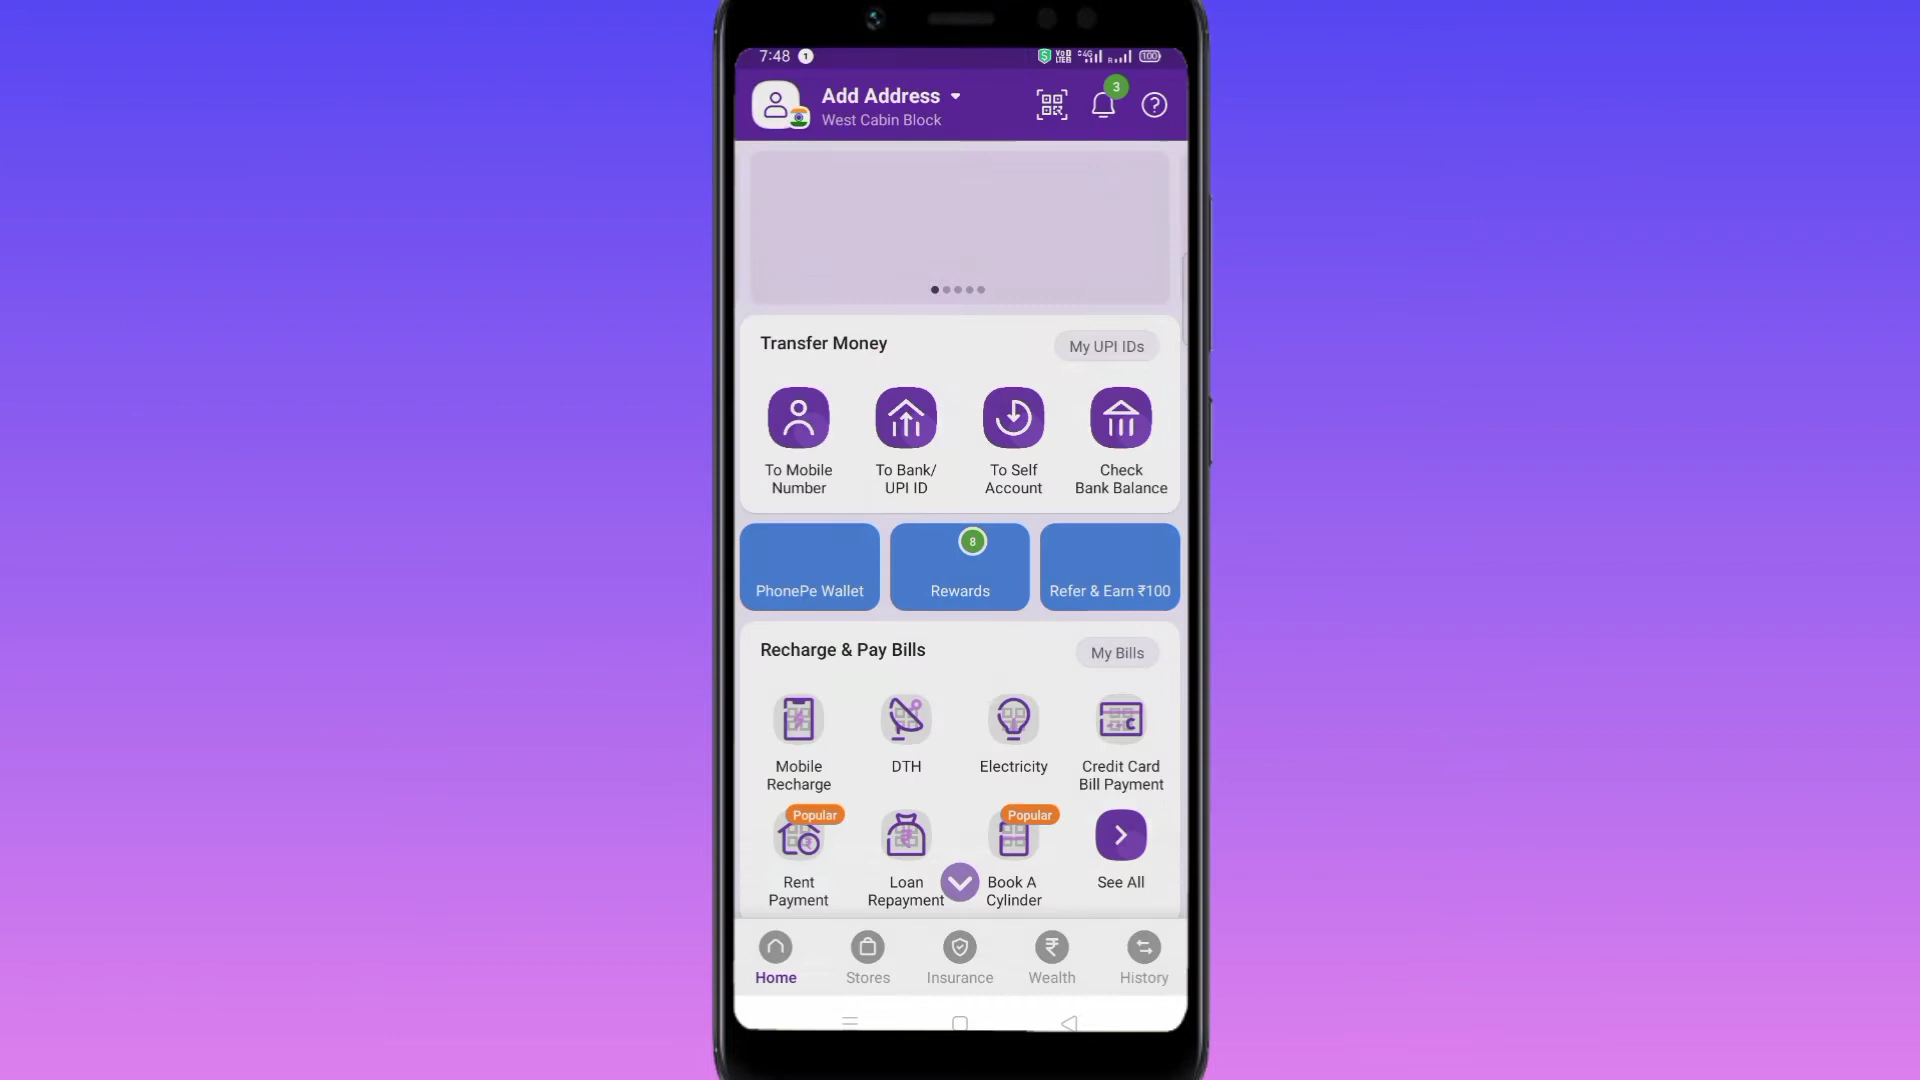 7:48 1 100
Add Address 3
West Cabin Block
Transfer Money My UPI IDs
To Mobile Number
To Bank/ UPI ID
To Self Account
Check Bank Balance
8
PhonePe Wallet Rewards Refer & Earn ₹100
Recharge & Pay Bills My Bills
Mobile Recharge
DTH
Electricity
Credit Card Bill Payment
Popular
Rent Payment
Loan Repayment
Popular
Book A Cylinder
See All
Home Stores Insurance Wealth History